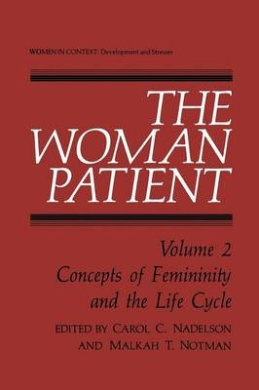 WOMEN IN CONTEXT: Development and Stresses
THE
WOMAN
PATIENT
Volume 2
Concepts of Femininity
and the Life Cycle
EDITED BY CAROL C. NADELSON
AND MALKAH T. NOTMAN